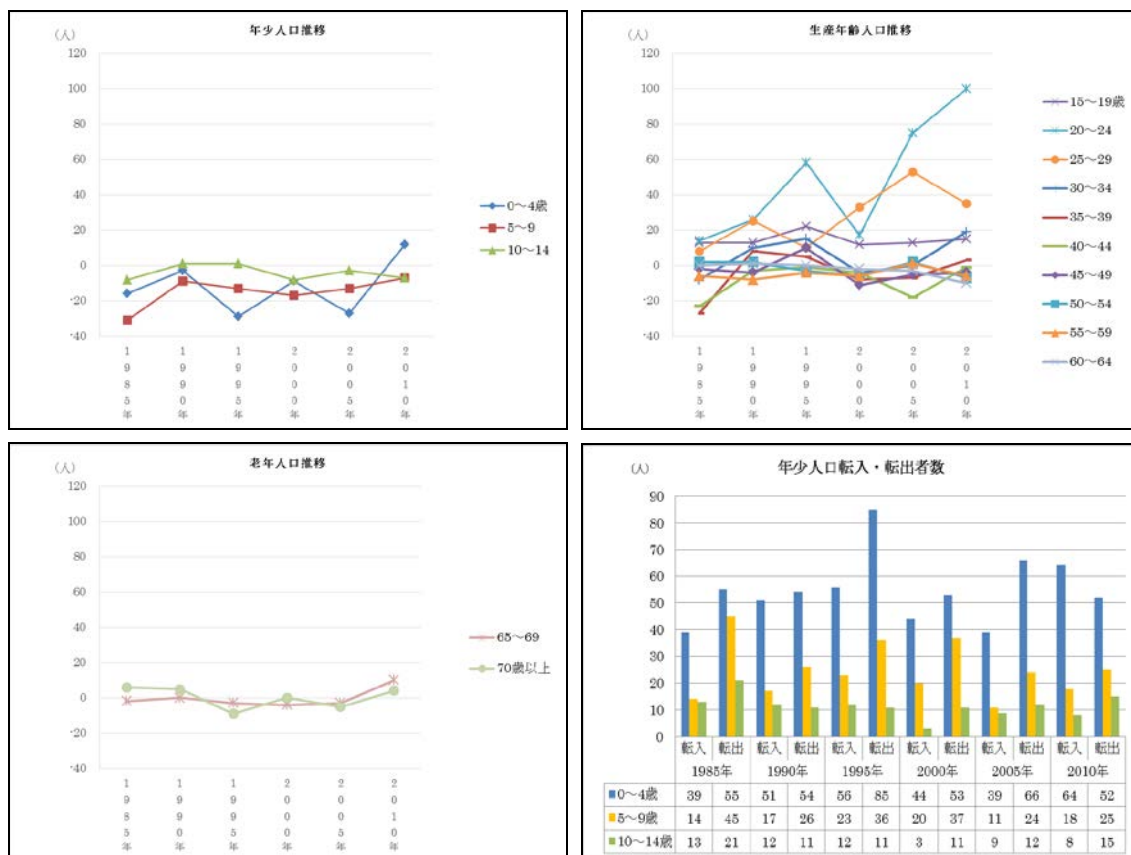 年少人口推移
(人)
120
100
80
60
40
20
0
-20
-40
1985年
1990年
1995年
2000年
2005年
2010年
0～4歳
5～9
10～14
生産年齢人口推移
(人)
120
100
80
60
40
20
0
-20
-40
1985年
1990年
1995年
2000年
2005年
2010年
15～19歳
20～24
25～29
30～34
35～39
40～44
45～49
50～54
55～59
60～64
老年人口推移
(人)
120
100
80
60
40
20
0
-20
-40
1985年
1990年
1995年
2000年
2005年
2010年
65～69
70歳以上
年少人口転入・転出者数
(人)
90
80
70
60
50
40
30
20
10
0
転入 転出 転入 転出 転入 転出 転入 転出 転入 転出 転入 転出
1985年 1990年 1995年 2000年 2005年 2010年
0～4歳 39 55 51 54 56 85 44 53 39 66 64 52
5～9歳 14 45 17 26 23 36 20 37 11 24 18 25
10～14歳 13 21 12 11 12 11 3 11 9 12 8 15